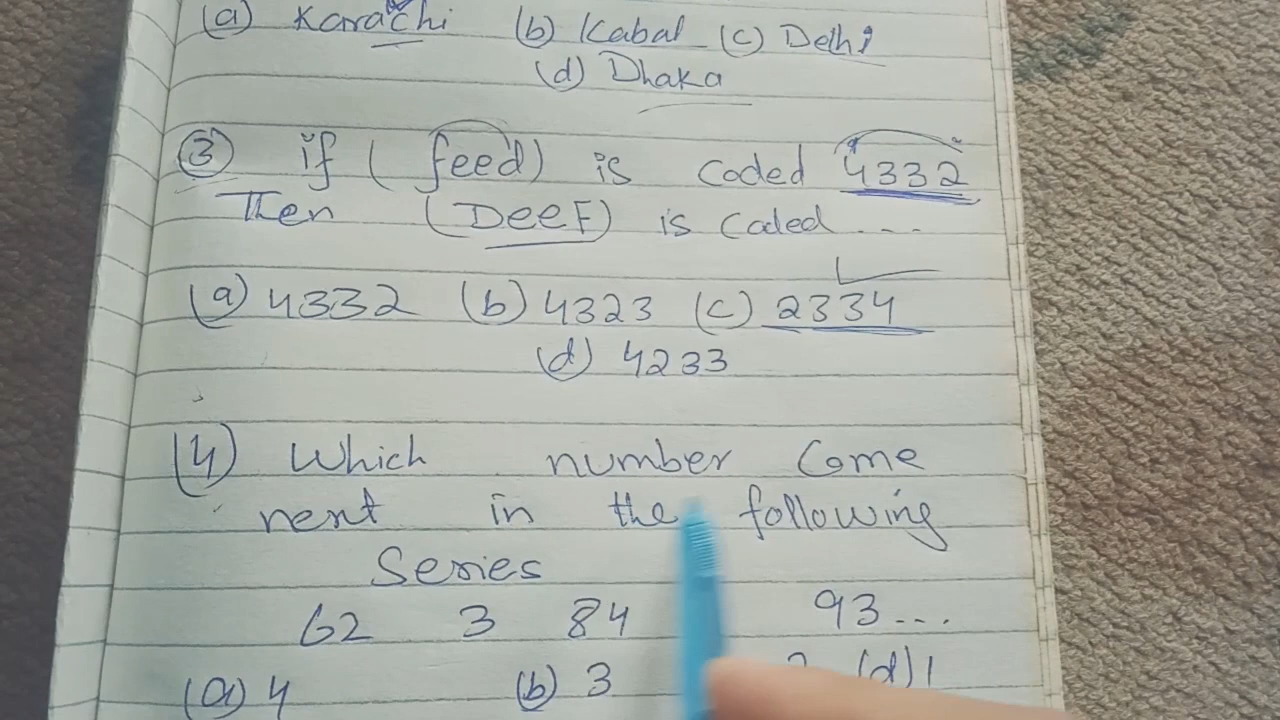 (a) Karachi (b) Kabal (c) Delhi
(d) Dhaka
(3) if ( feed) is coded 4332
Then (DeeF) is Coded ...
(a) 4332 (b) 4323 (c) 2334
(d) 4233
(4) Which number Come
next in the following
Series
62 3 84 93...
(a) 4 (b) 3 (d) 1